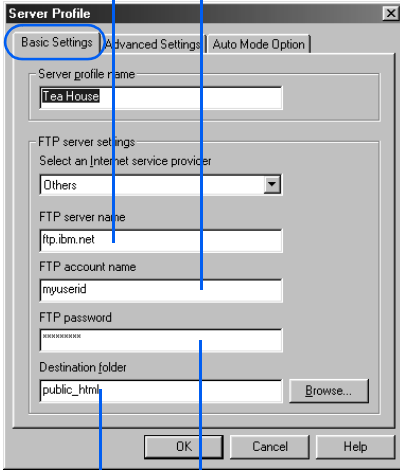 Server Profile
Basic Settings Advanced Settings Auto Mode Option
Server profile name
Tea House
FTP server settings
Select an Internet service provider
Others
FTP server name
ftp.ibm.net
FTP account name
myuserid
FTP password
*********
Destination folder
public_html
Browse...
OK Cancel Help